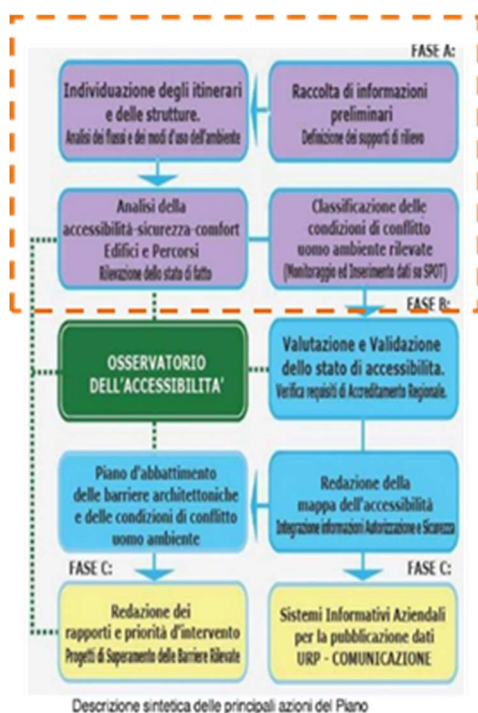 FASE A:
Individuazione degli itinerari
e delle strutture.
Analisi dei flussi e dei modi d'uso dell'ambiente
Raccolta di informazioni
preliminari
Definizione dei supporti di rilievo
Analisi della
accessibilità-sicurezza-comfort
Edifici e Percorsi
Rilevazione dello stato di fatto
Classificazione delle
condizioni di conflitto
uomo ambiente rilevate
(Monitoraggio ed Inserimento dati su SPOT)
FASE B:
OSSERVATORIO
DELL'ACCESSIBILITA'
Valutazione e Validazione
dello stato di accessibilita.
Verifica requisiti di Accreditamento Regionale.
Piano d'abbattimento
delle barriere architettoniche
e delle condizioni di conflitto
uomo ambiente
Redazione della
mappa dell'accessibilità
Integrazione informazioni Autorizzazione e Sicurezza
FASE C:
FASE C:
Redazione dei
rapporti e priorità d'intervento
Progetti di Superamento delle Barriere Rilevate
Sistemi Informativi Aziendali
per la pubblicazione dati
URP - COMUNICAZIONE
Descrizione sintetica delle principali azioni del Piano